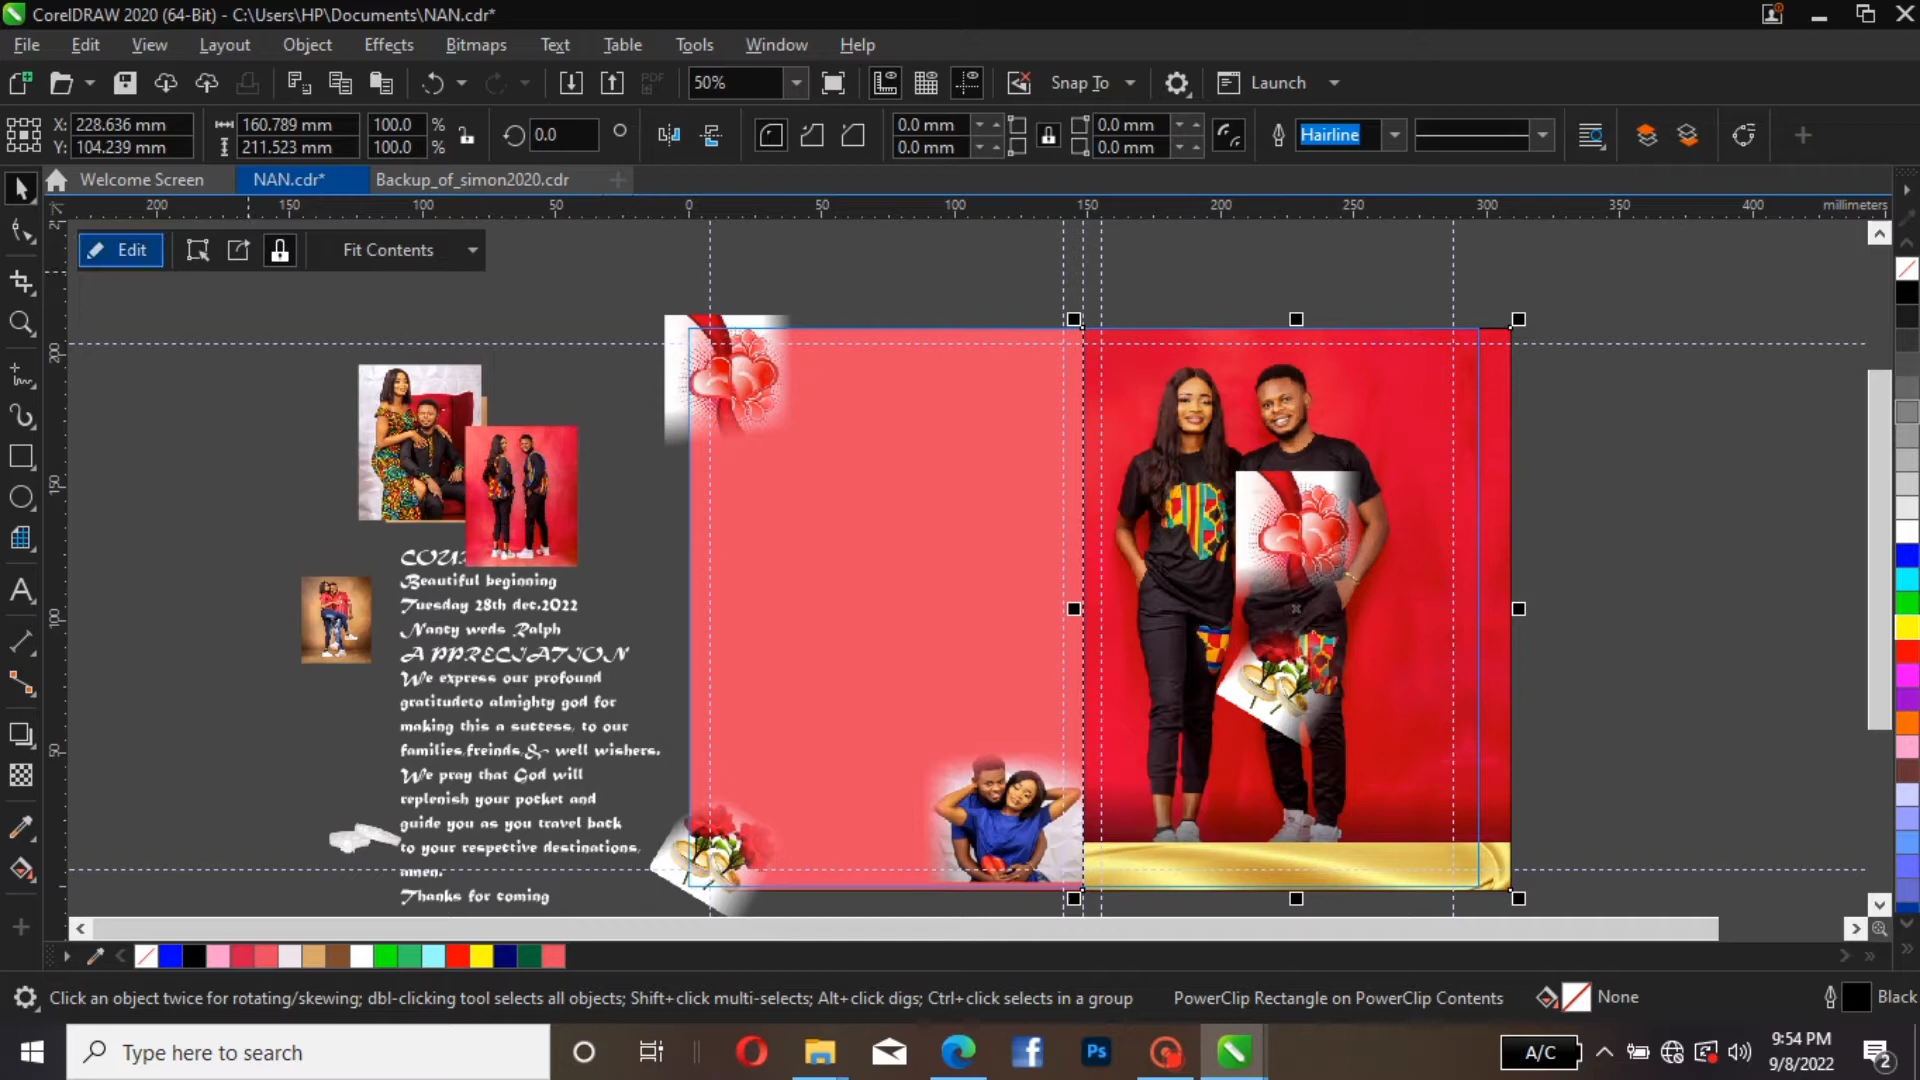 CorelDRAW 2020 (64-Bit) - C:\Users\HP\Documents\NAN.cdr*
File Edit View Layout Object Effects Bitmaps Text Table Tools Window Help
50% PDF Snap To Launch
X: 228.636 mm 160.789 mm 100.0 % 0.0 0.0 mm 0.0 mm Hairline
Y: 104.239 mm 211.523 mm 100.0 % 0.0 mm 0.0 mm
Welcome Screen NAN.cdr* Backup_of_simon2020.cdr
200 150 100 50 0 50 100 150 200 250 300 350 400 millimeters
Edit Fit Contents
200
150
100
50
COU
Beautiful beginning
Tuesday 28th dec.2022
Nancy weds Ralph
APPRECIATION
We express our profound
gratitudeto almighty god for
making this a success, to our
families,freinds,& well wishers.
We pray that God will
replenish your pocket and
guide you as you travel back
to your respective destinations,
amen.
Thanks for coming
Click an object twice for rotating/skewing; dbl-clicking tool selects all objects; Shift+click multi-selects; Alt+click digs; Ctrl+click selects in a group PowerClip Rectangle on PowerClip Contents None Black
Type here to search Ps A/C 9:54 PM
9/8/2022 2